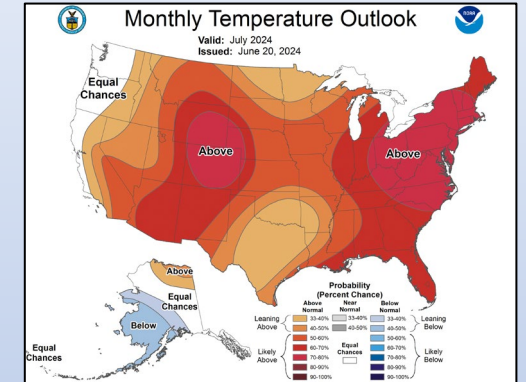 Monthly Temperature Outlook
Valid: July 2024
Issued: June 20, 2024
NOAA
Equal
Chances
Above
Above
Above
Equal
Chances
Below
Equal
Chances
Probability
(Percent Chance)
Above
Normal
Near
Normal
Below
Normal
Leaning
Above
33-40%
33-40%
33-40%
Leaning
Below
40-50%
40-50%
40-50%
Likely
Above
50-60%
50-60%
60-70%
60-70%
70-80%
Equal
Chances
70-80%
Likely
Below
80-90%
80-90%
90-100%
90-100%